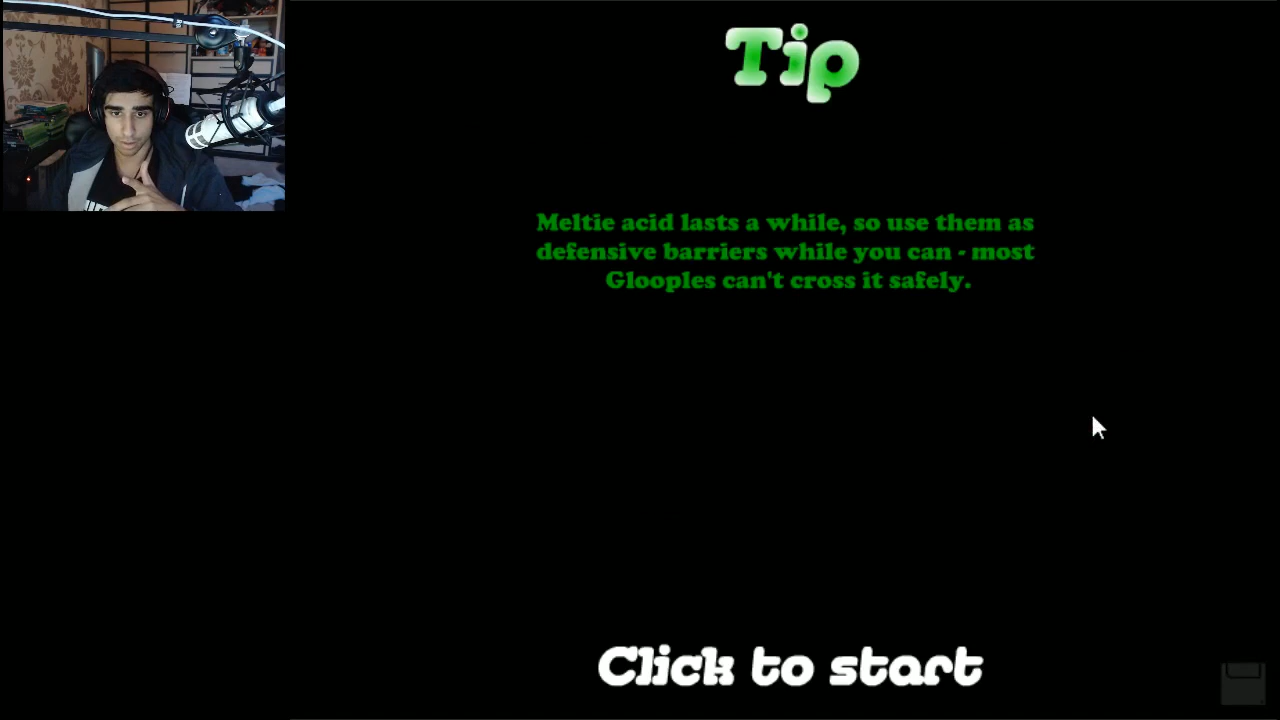 Tip
Meltie acid lasts a while, so use them as
defensive barriers while you can - most
Glooples can't cross it safely.
Click to start